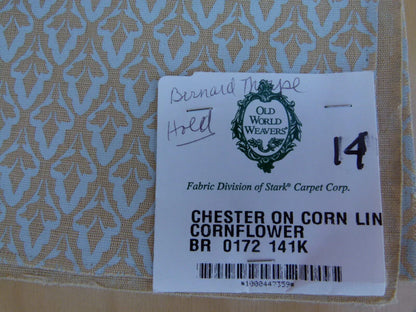 Bernard Thorpe
Hold
OLD
WORLD
WEAVERS®
14
Fabric Division of Stark® Carpet Corp.
CHESTER ON CORN LIN
CORNFLOWER
BR 0172 141K
*1000447359*